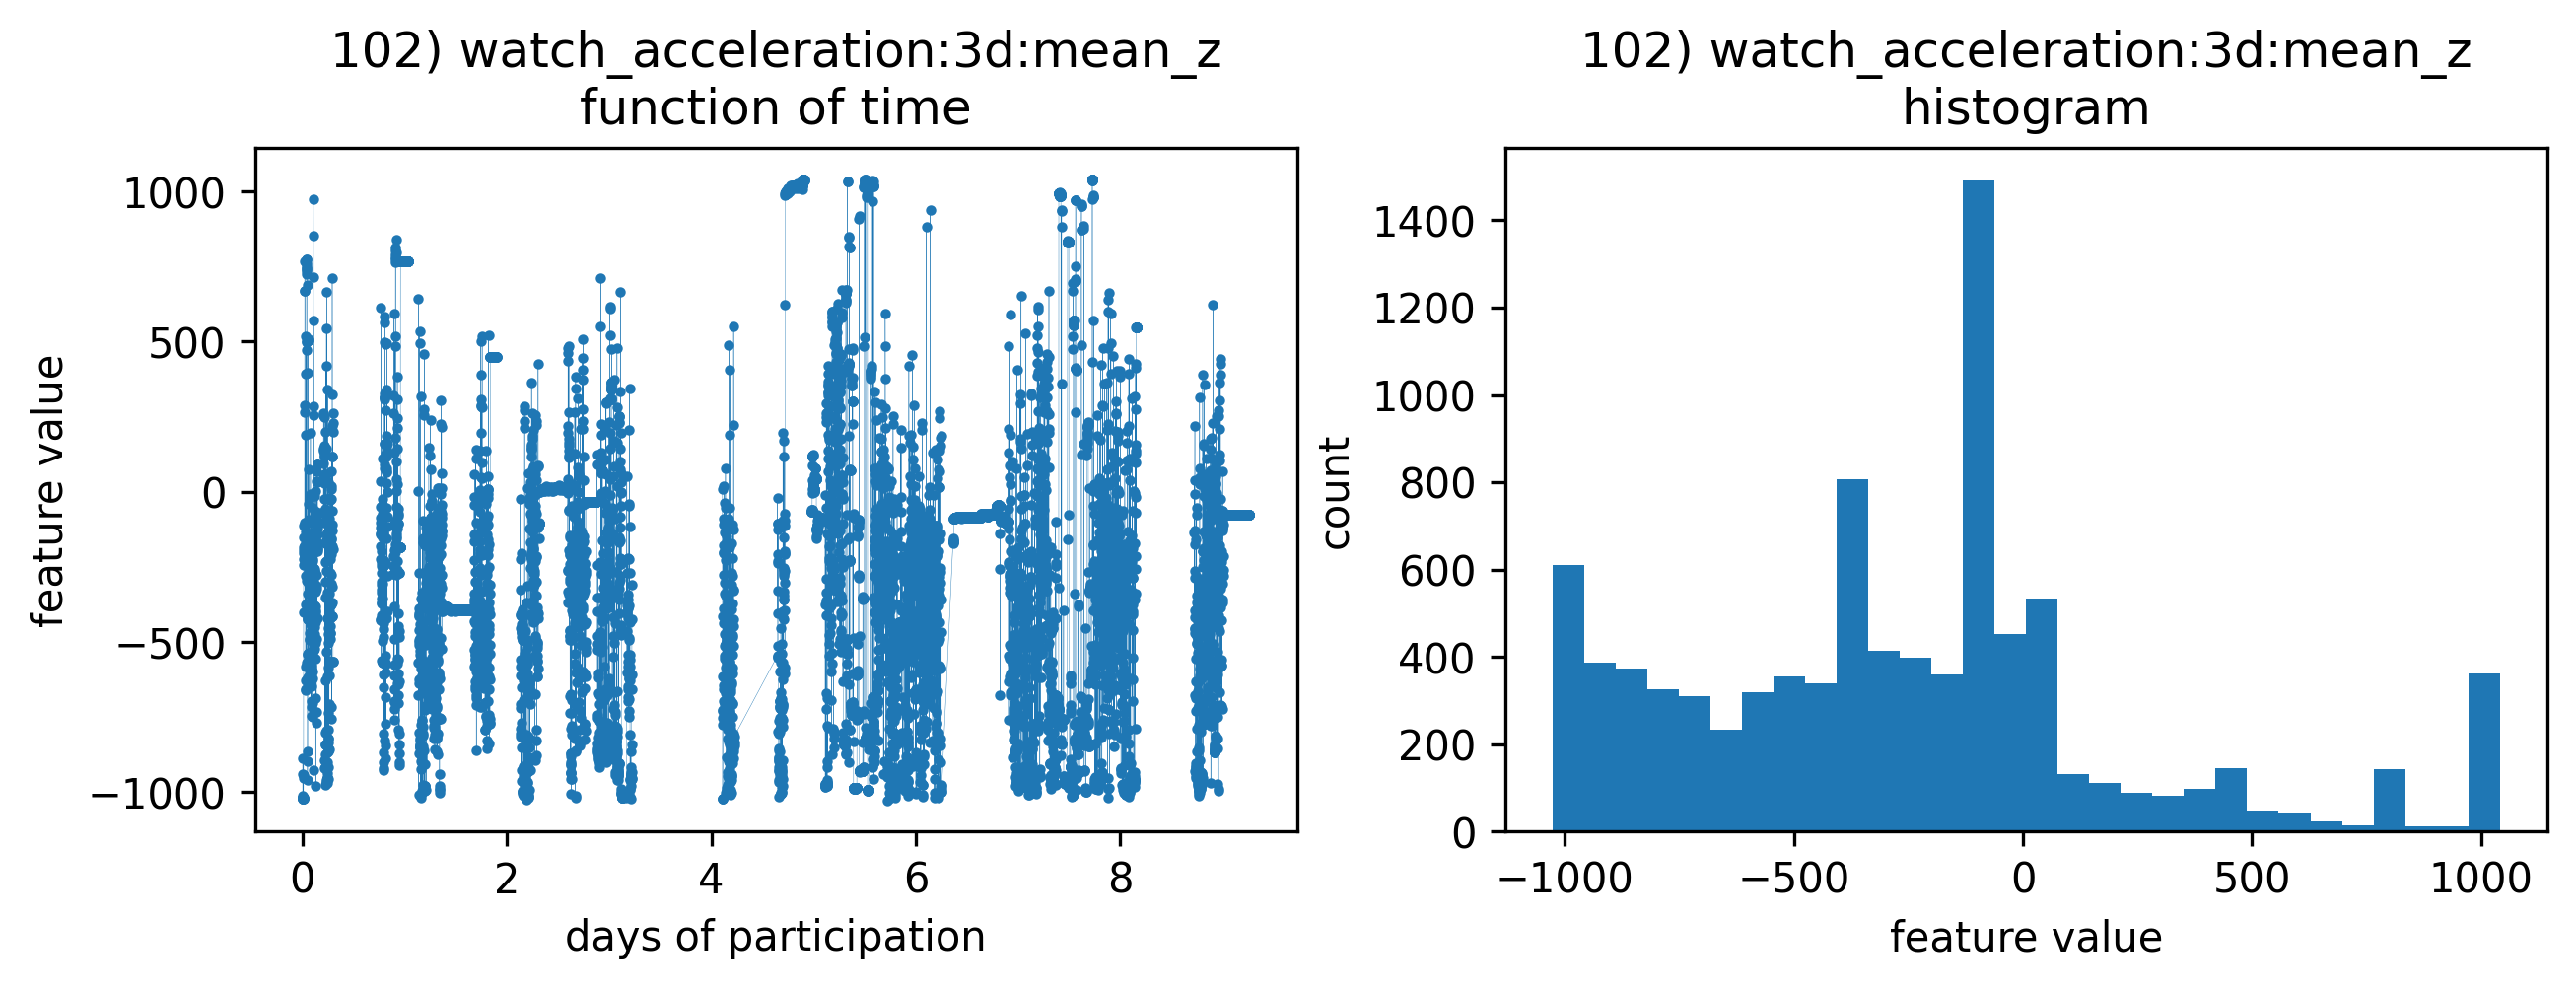 102) watch_acceleration:3d:mean_z
function of time
1000
500
0
−500
−1000
feature value
0 2 4 6 8
days of participation
102) watch_acceleration:3d:mean_z
histogram
1400
1200
1000
800
600
400
200
0
count
−1000 −500 0 500 1000
feature value